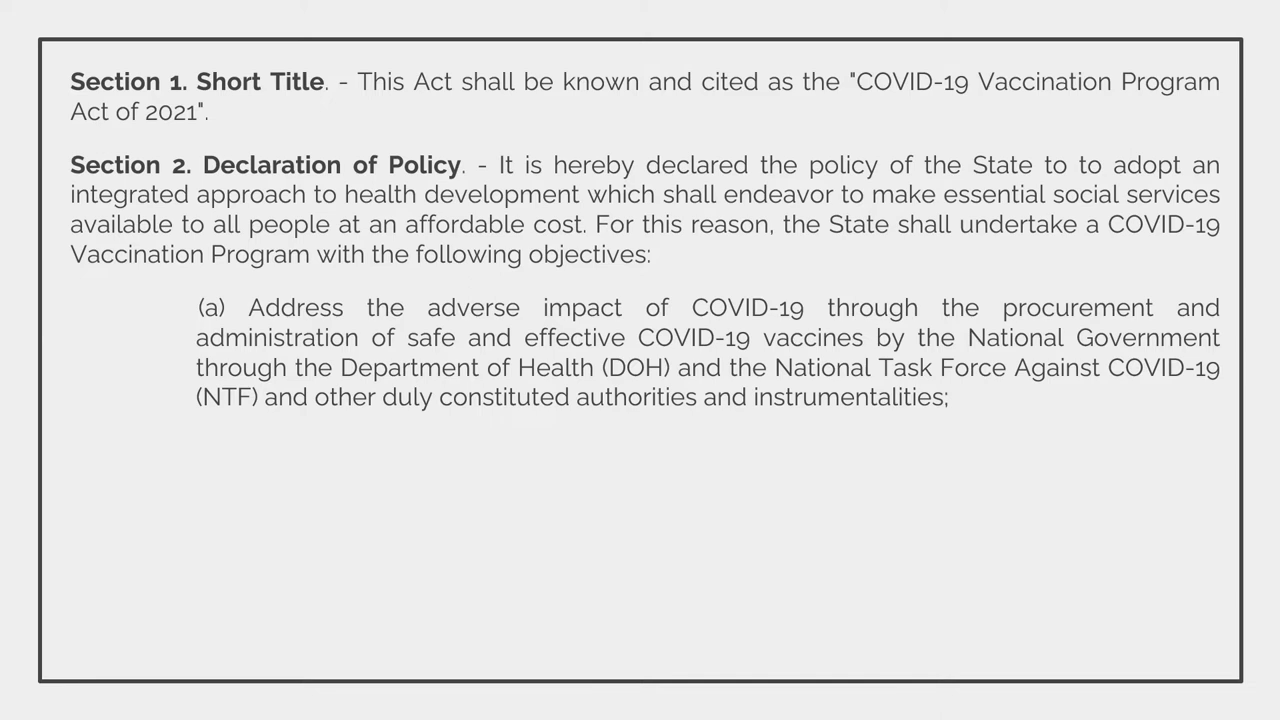 Section 1. Short Title. - This Act shall be known and cited as the "COVID-19 Vaccination Program
Act of 2021".
Section 2. Declaration of Policy. - It is hereby declared the policy of the State to to adopt an
integrated approach to health development which shall endeavor to make essential social services
available to all people at an affordable cost. For this reason, the State shall undertake a COVID-19
Vaccination Program with the following objectives:
(a) Address the adverse impact of COVID-19 through the procurement and
administration of safe and effective COVID-19 vaccines by the National Government
through the Department of Health (DOH) and the National Task Force Against COVID-19
(NTF) and other duly constituted authorities and instrumentalities;